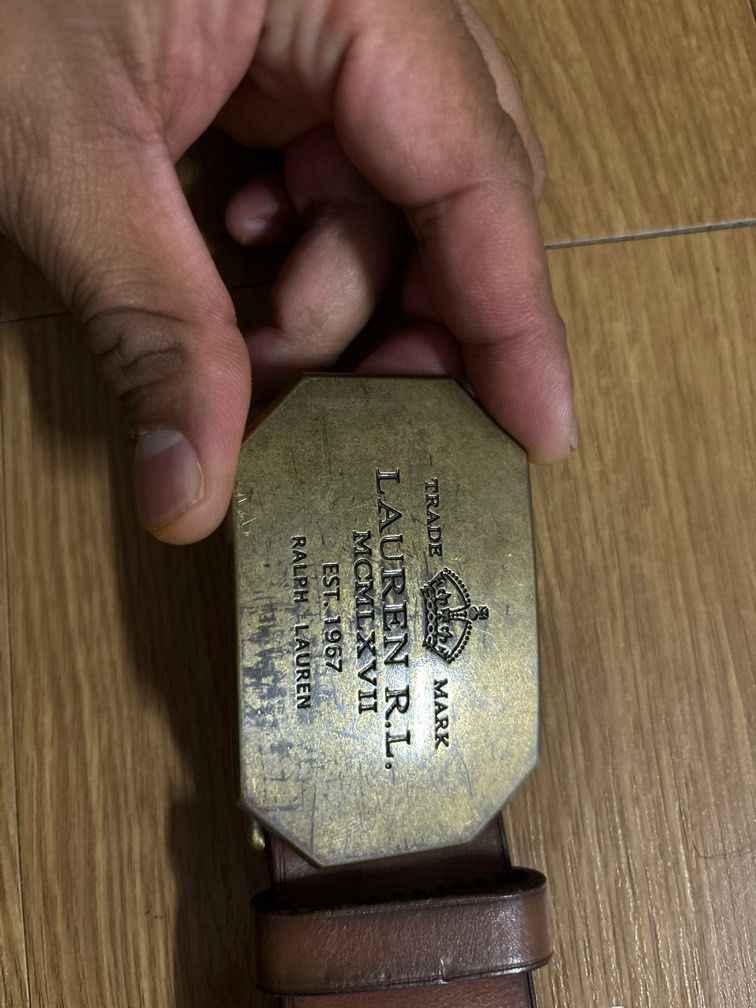 TRADE MARK
LAUREN R.L.
MCMLXVII
EST. 1967
RALPH LAUREN